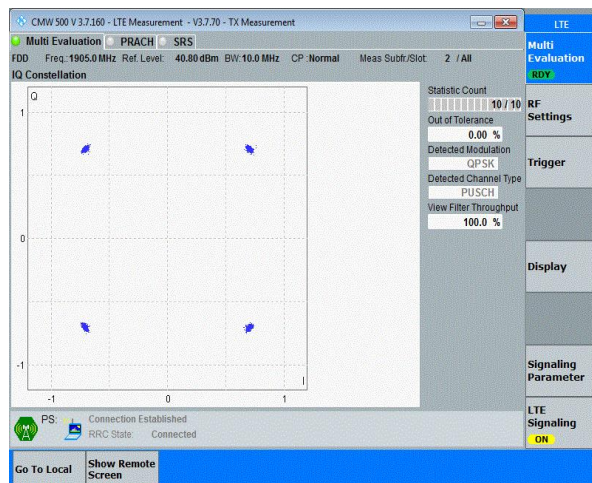 CMW 500 V 3.7.160 - LTE Measurement - V3.7.70 - TX Measurement
LTE
Multi Evaluation PRACH SRS
Multi
Evaluation
RDY
FDD Freq.:1905.0 MHz Ref. Level: 40.80 dBm BW:10.0 MHz CP :Normal Meas Subfr./Slot: 2 / All
IQ Constellation
Q
1
0
-1
-1 0 1
I
Statistic Count
10 / 10
Out of Tolerance
0.00 %
Detected Modulation
QPSK
Detected Channel Type
PUSCH
View Filter Throughput
100.0 %
RF
Settings
Trigger
Display
Signaling
Parameter
LTE
Signaling
ON
PS: Connection Established
RRC State: Connected
Go To Local
Show Remote
Screen